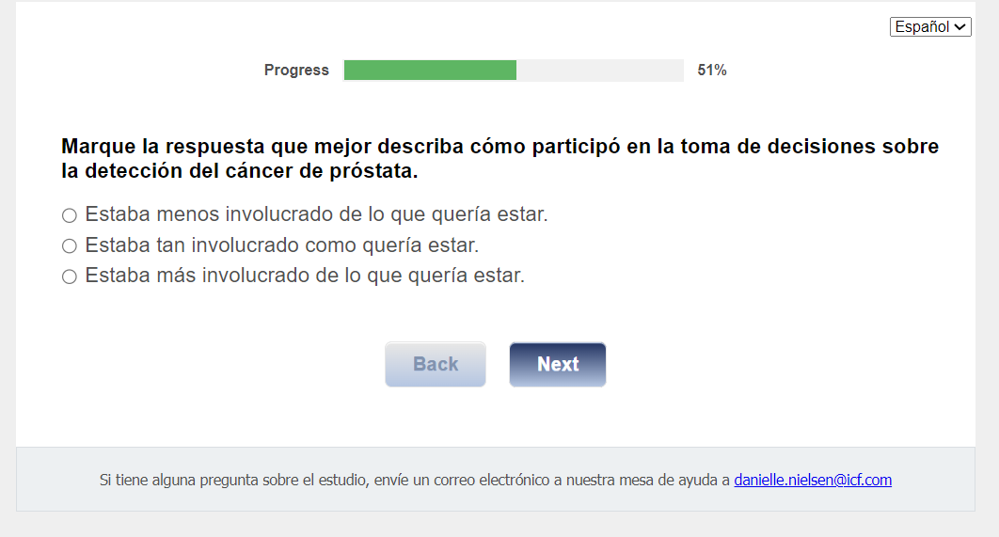 Español
Progress 51%
Marque la respuesta que mejor describa cómo participó en la toma de decisiones sobre
la detección del cáncer de próstata.
Estaba menos involucrado de lo que quería estar.
Estaba tan involucrado como quería estar.
Estaba más involucrado de lo que quería estar.
Back Next
Si tiene alguna pregunta sobre el estudio, envíe un correo electrónico a nuestra mesa de ayuda a danielle.nielsen@icf.com